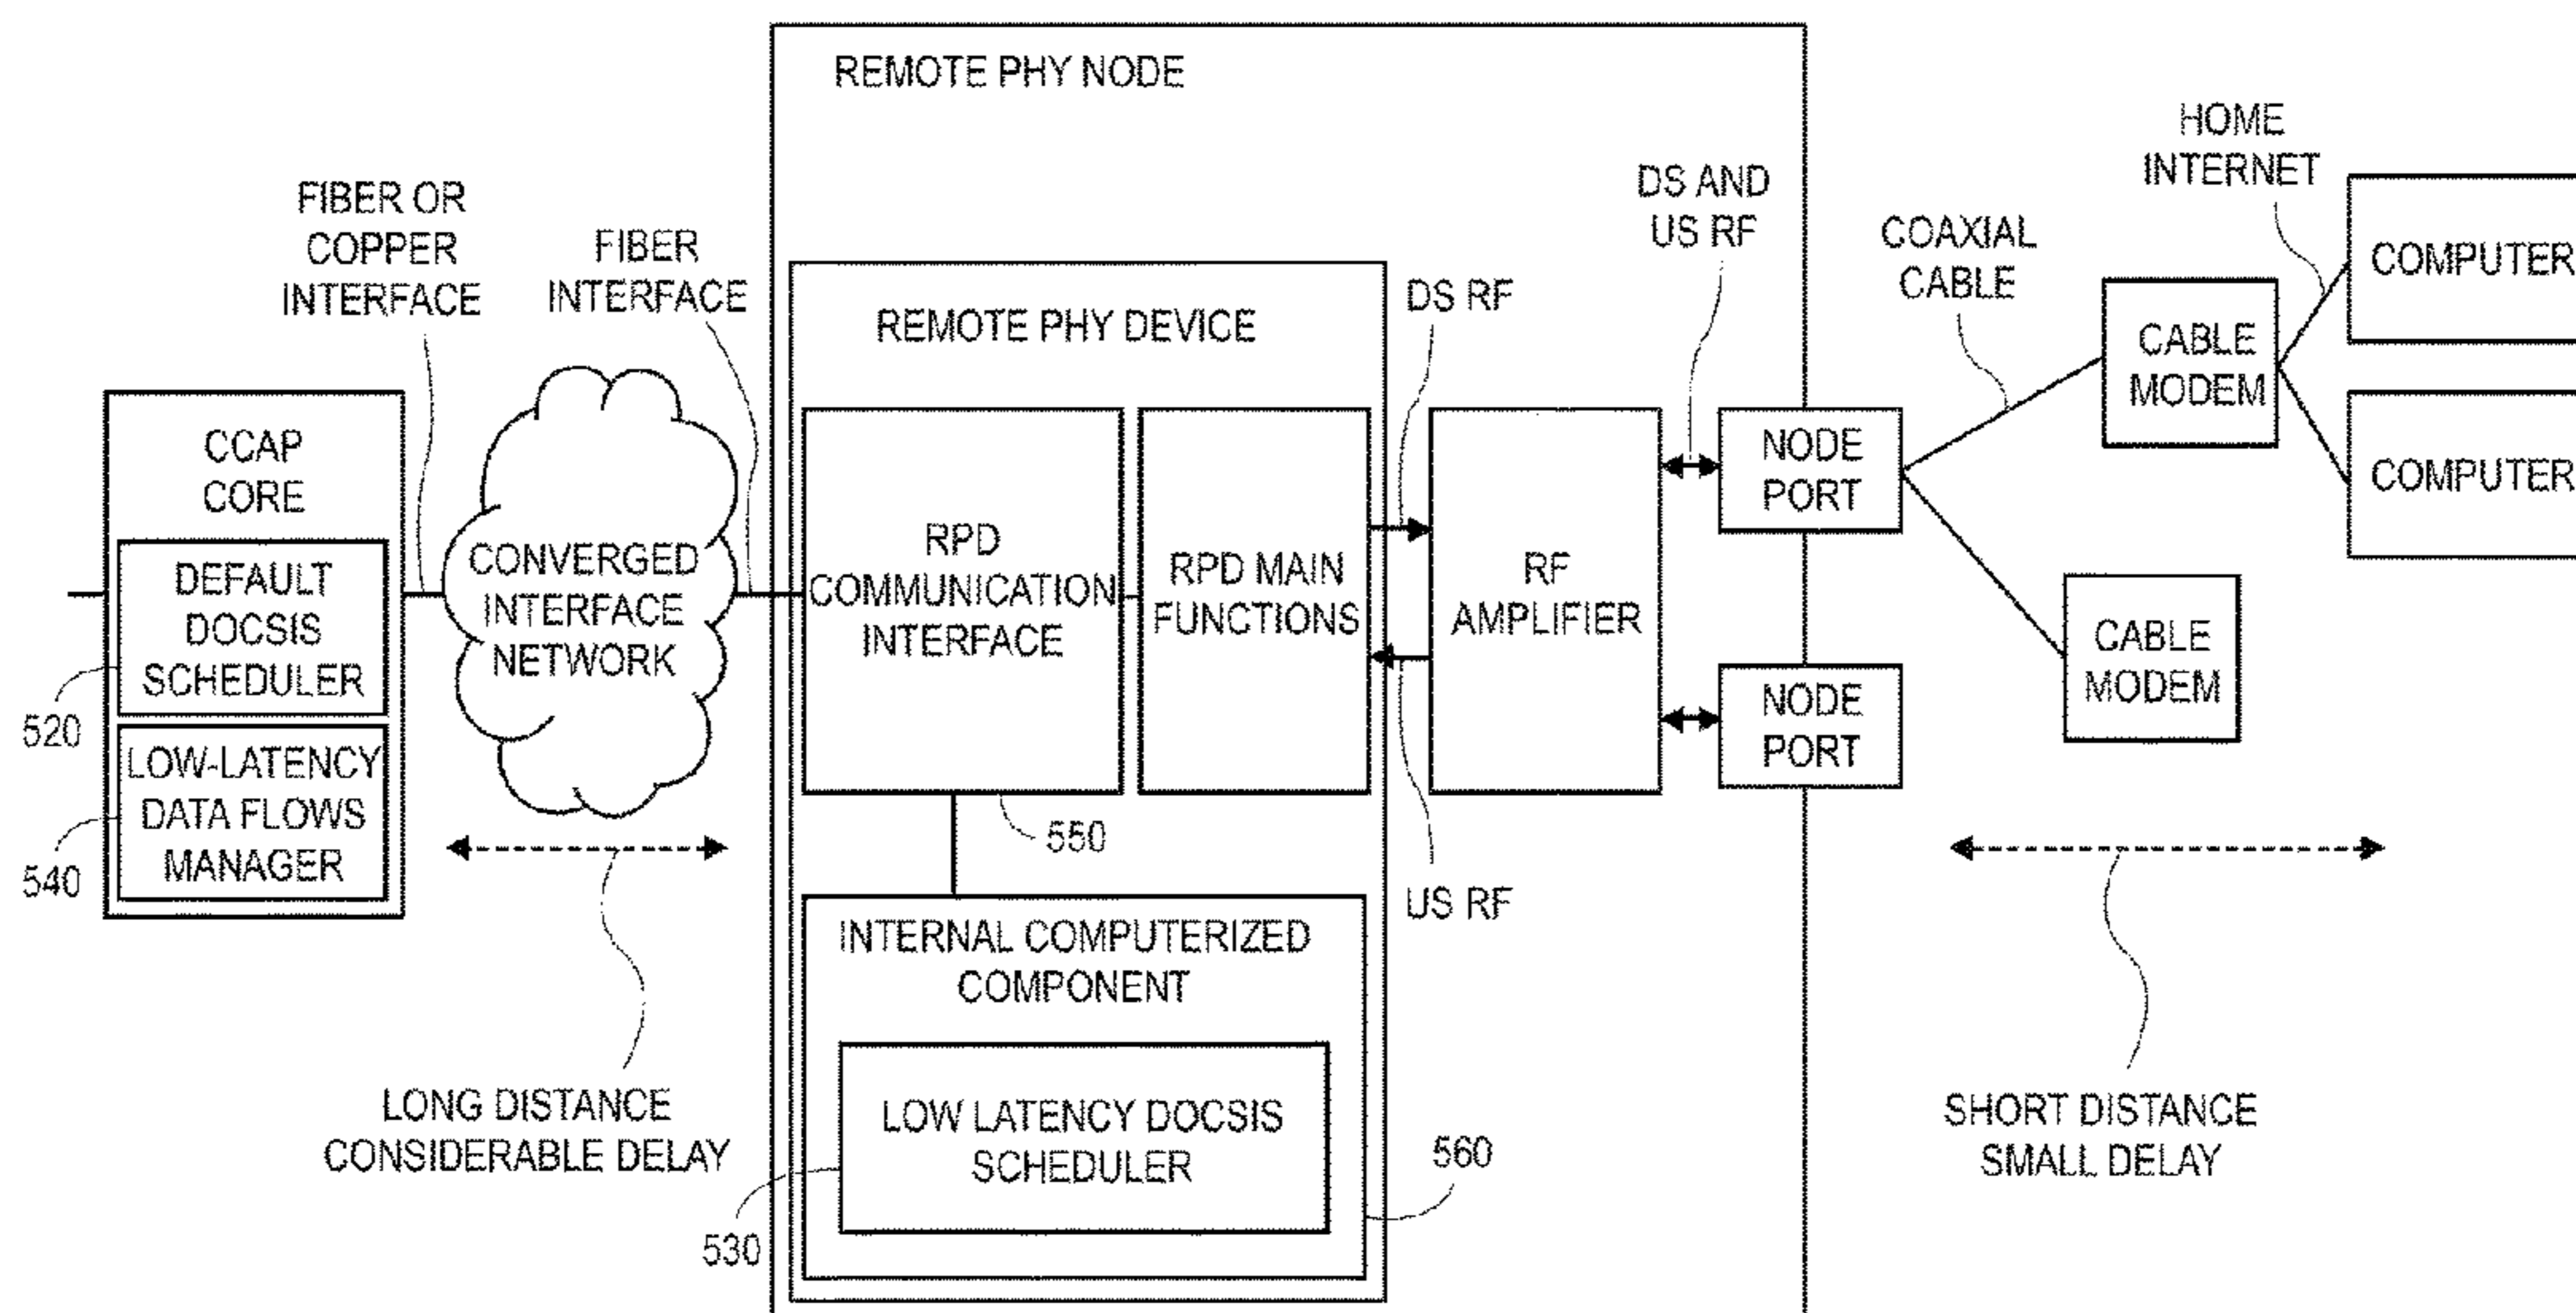 REMOTE PHY NODE
FIBER OR
COPPER
INTERFACE
FIBER
INTERFACE
DS AND
US RF
COAXIAL
CABLE
HOME
INTERNET
COMPUTER
COMPUTER
CABLE
MODEM
CABLE
MODEM
REMOTE PHY DEVICE
DS RF
CCAP
CORE
DEFAULT
DOCSIS
SCHEDULER
520
LOW-LATENCY
DATA FLOWS
MANAGER
540
CONVERGED
INTERFACE
NETWORK
RPD
COMMUNICATION
INTERFACE
550
RPD MAIN
FUNCTIONS
RF
AMPLIFIER
NODE
PORT
NODE
PORT
US RF
INTERNAL COMPUTERIZED
COMPONENT
LOW LATENCY DOCSIS
SCHEDULER
530
560
LONG DISTANCE
CONSIDERABLE DELAY
SHORT DISTANCE
SMALL DELAY